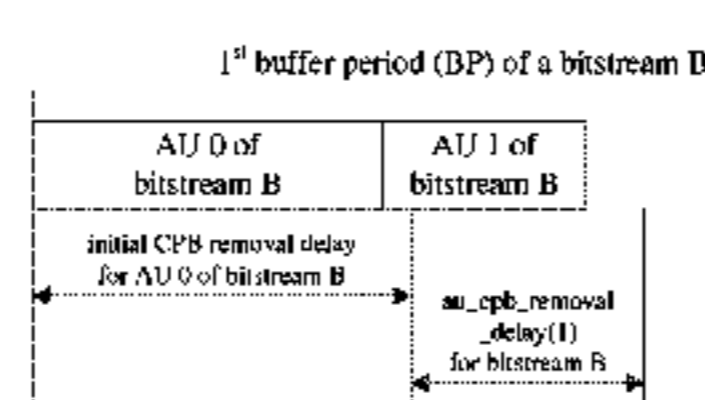 1st buffer period (BP) of a bitstream B
AU 0 of
bitstream B
AU 1 of
bitstream B
initial CPB removal delay
for AU 0 of bitstream B
au_cpb_removal
_delay(1)
for bitstream B